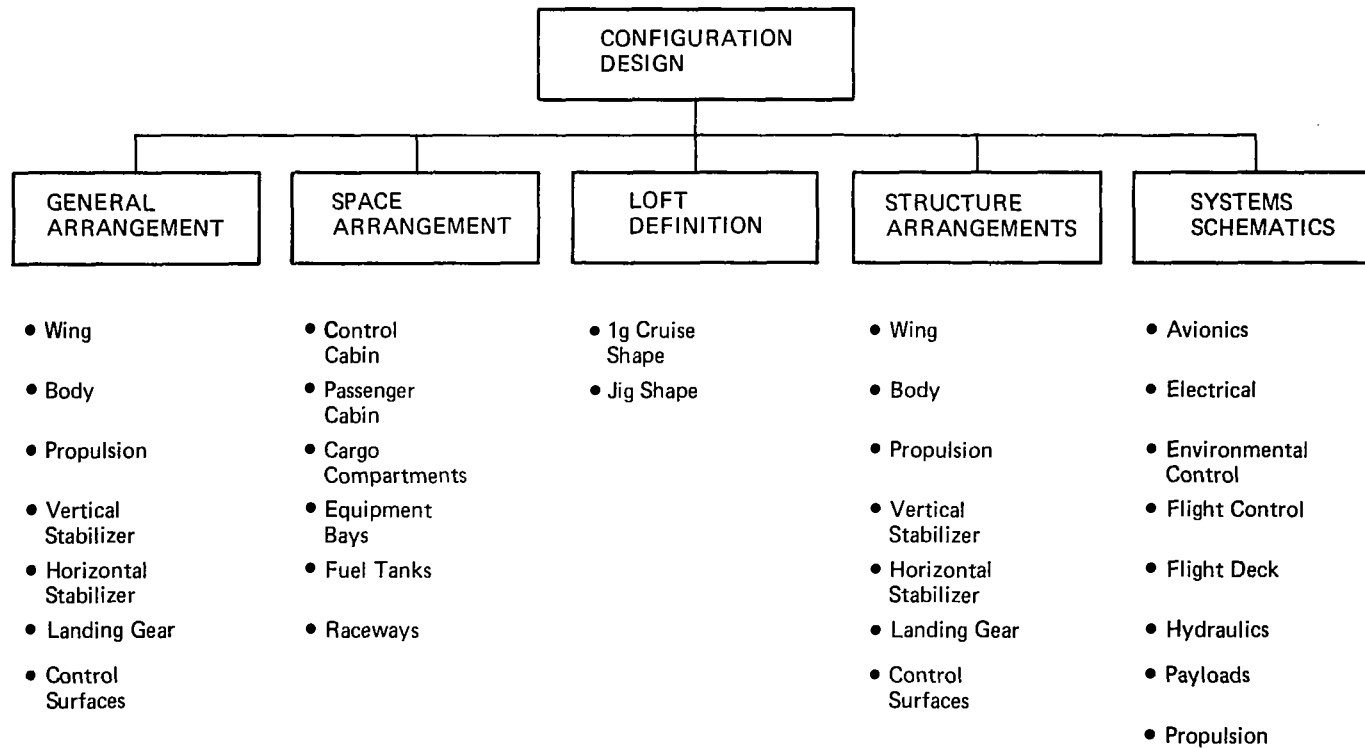 CONFIGURATION
DESIGN
GENERAL
ARRANGEMENT
SPACE
ARRANGEMENT
LOFT
DEFINITION
STRUCTURE
ARRANGEMENTS
SYSTEMS
SCHEMATICS
• Wing
• Body
• Propulsion
• Vertical
Stabilizer
• Horizontal
Stabilizer
• Landing Gear
• Control
Surfaces
• Control
Cabin
• Passenger
Cabin
• Cargo
Compartments
• Equipment
Bays
• Fuel Tanks
• Raceways
• 1g Cruise
Shape
• Jig Shape
• Wing
• Body
• Propulsion
• Vertical
Stabilizer
• Horizontal
Stabilizer
• Landing Gear
• Control
Surfaces
• Avionics
• Electrical
• Environmental
Control
• Flight Control
• Flight Deck
• Hydraulics
• Payloads
• Propulsion